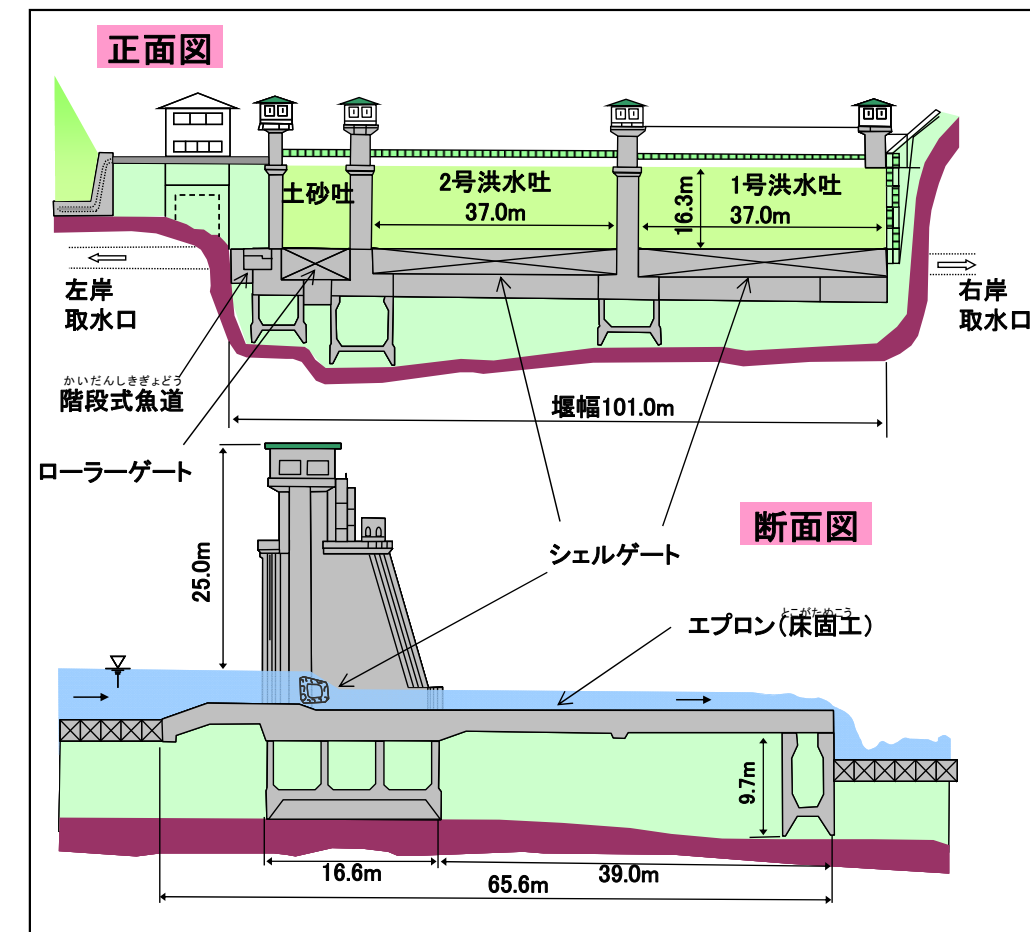 正面図
土砂吐
2号洪水吐
37.0m
16.3m
1号洪水吐
37.0m
左岸
取水口
右岸
取水口
かいだんしきぎょどう
階段式魚道
堰幅101.0m
ローラーゲート
断面図
シェルゲート
25.0m
とこがためこう
エプロン(床固工)
9.7m
16.6m
39.0m
65.6m